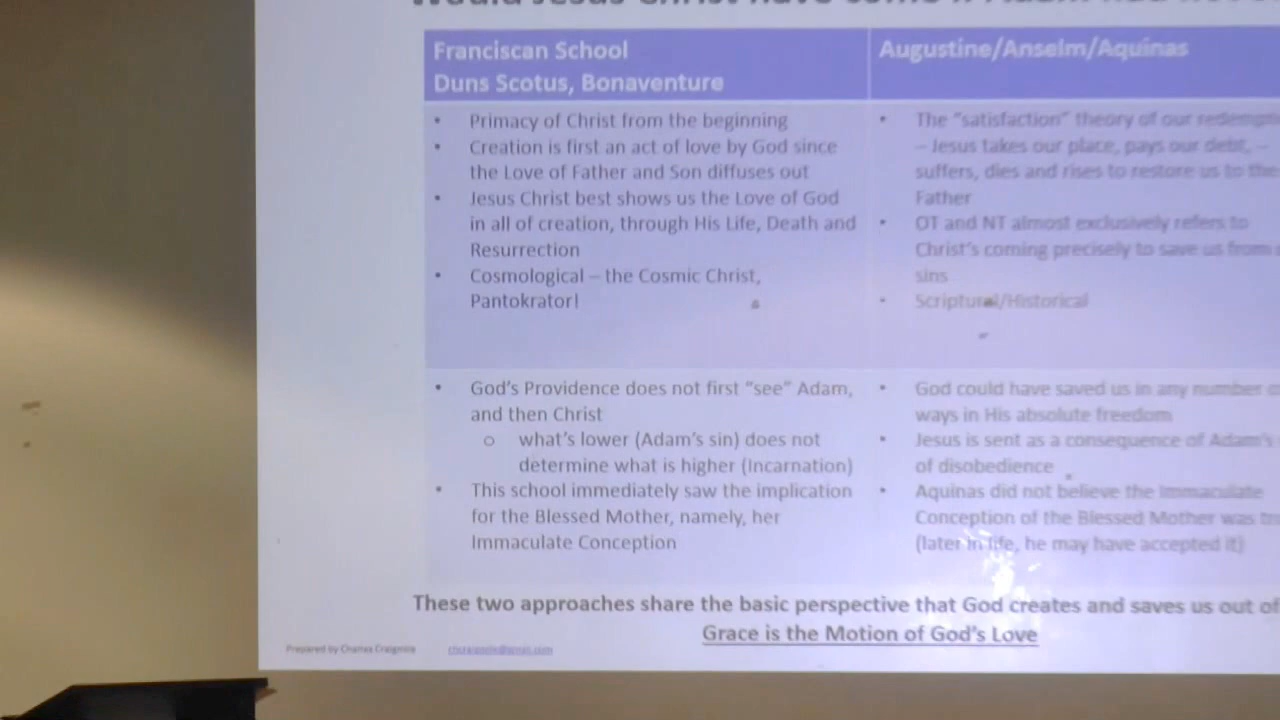 Would Jesus Christ have come if Adam had not
Franciscan School
Duns Scotus, Bonaventure
Augustine/Anselm/Aquinas
• Primacy of Christ from the beginning
• Creation is first an act of love by God since
the Love of Father and Son diffuses out
• Jesus Christ best shows us the Love of God
in all of creation, through His Life, Death and
Resurrection
• Cosmological – the Cosmic Christ,
Pantokrator!
• The "satisfaction" theory of our
– Jesus takes our place, pays our debt, –
suffers, dies and rises to restore us to the
Father
• OT and NT almost exclusively refers to
Christ's coming precisely to save us from
sins
• Scriptural/Historical
• God's Providence does not first "see" Adam,
and then Christ
o what's lower (Adam's sin) does not
determine what is higher (Incarnation)
• This school immediately saw the implication
for the Blessed Mother, namely, her
Immaculate Conception
• God could have saved us in any number
ways in His absolute freedom
• Jesus is sent as a consequence of Adam's
of disobedience
• Aquinas did not believe the Immaculate
Conception of the Blessed Mother was
(later in life, he may have accepted it)
These two approaches share the basic perspective that God creates and saves us out of
Grace is the Motion of God's Love
Prepared by